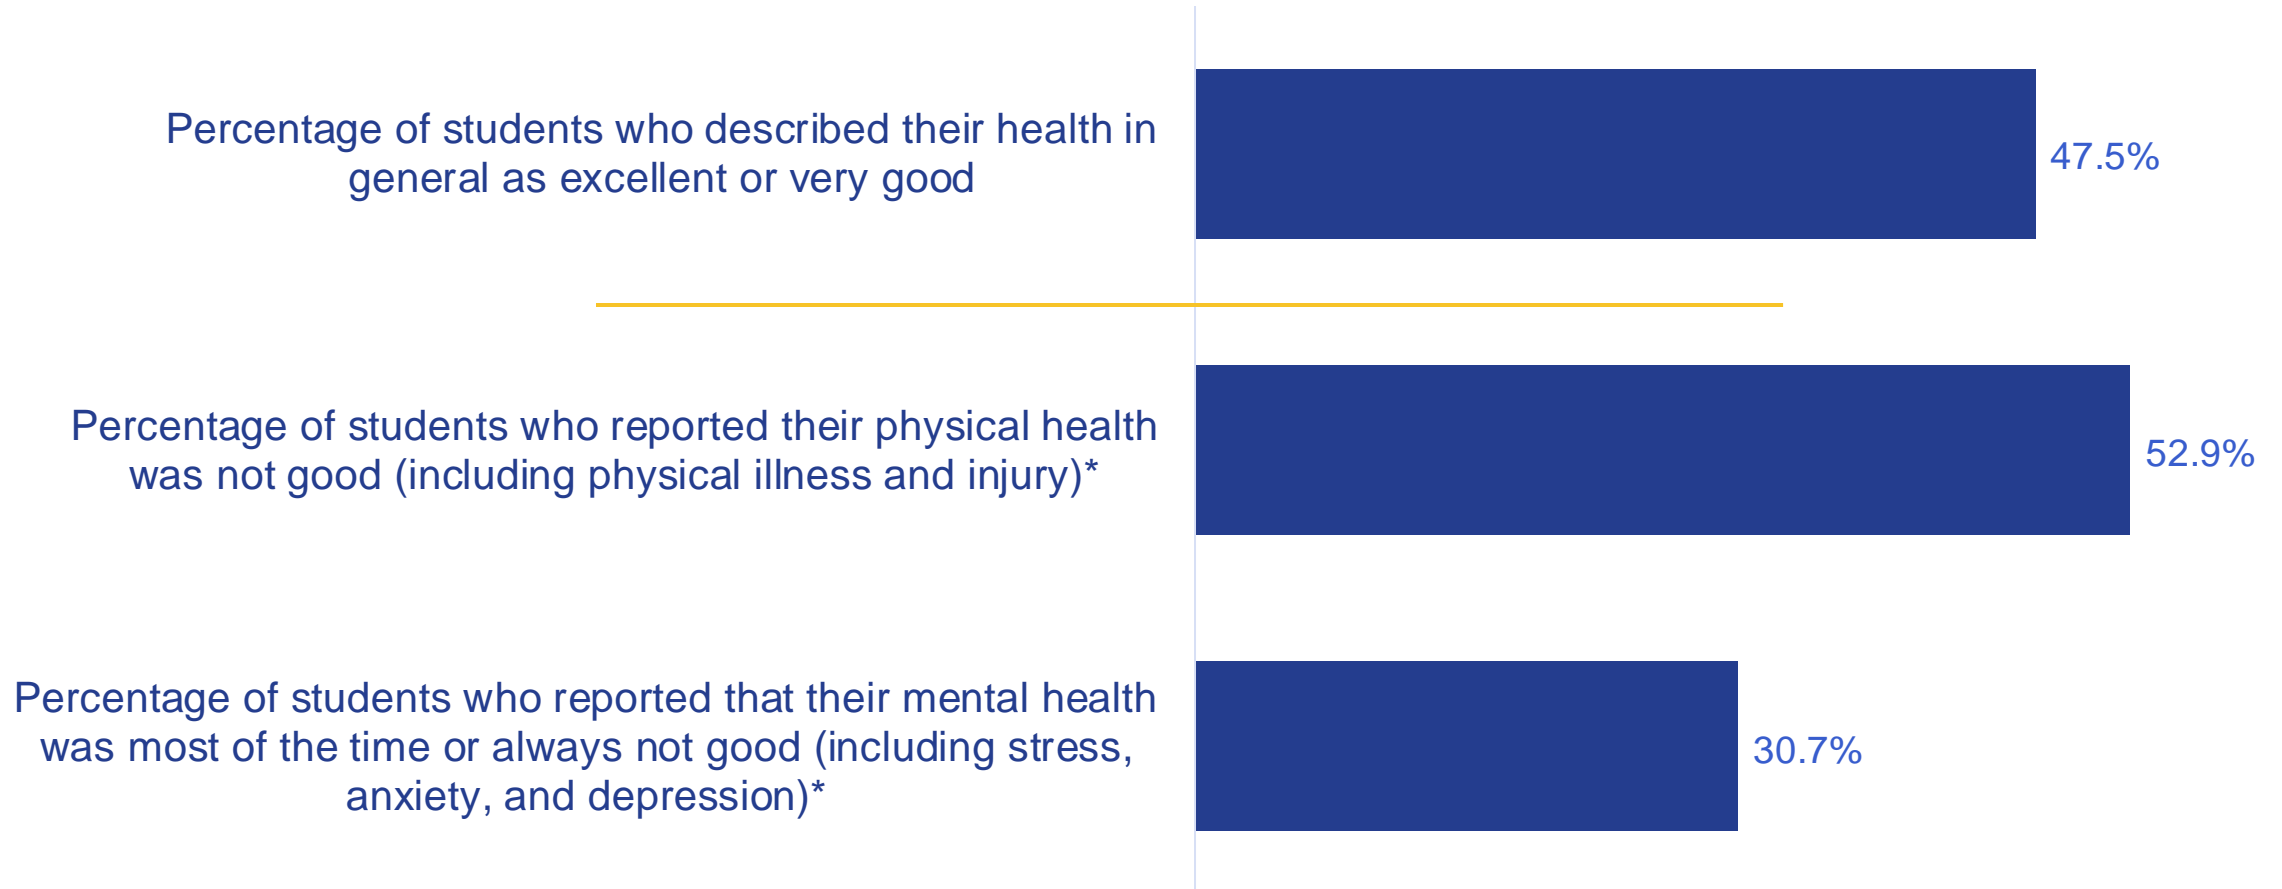 Percentage of students who described their health in
general as excellent or very good
47.5%
Percentage of students who reported their physical health
was not good (including physical illness and injury)*
52.9%
Percentage of students who reported that their mental health
was most of the time or always not good (including stress,
anxiety, and depression)*
30.7%